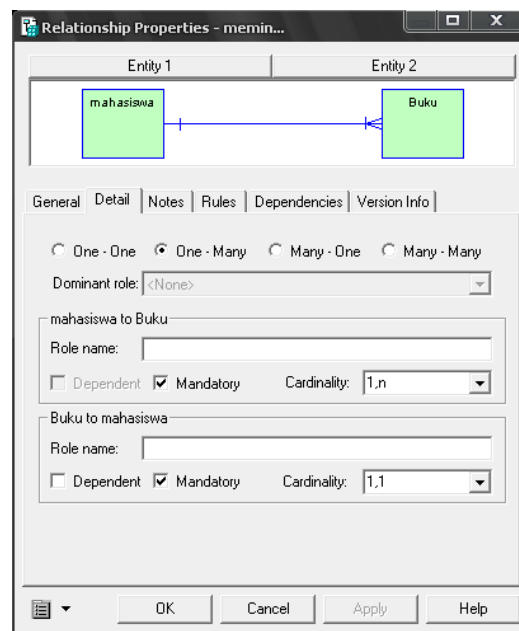 Relationship Properties - memin...
Entity 1 Entity 2
mahasiswa Buku
General Detail Notes Rules Dependencies Version Info
One - One One - Many Many - One Many - Many
Dominant role: <None>
mahasiswa to Buku
Role name:
Dependent Mandatory Cardinality: 1,n
Buku to mahasiswa
Role name:
Dependent Mandatory Cardinality: 1,1
OK Cancel Apply Help